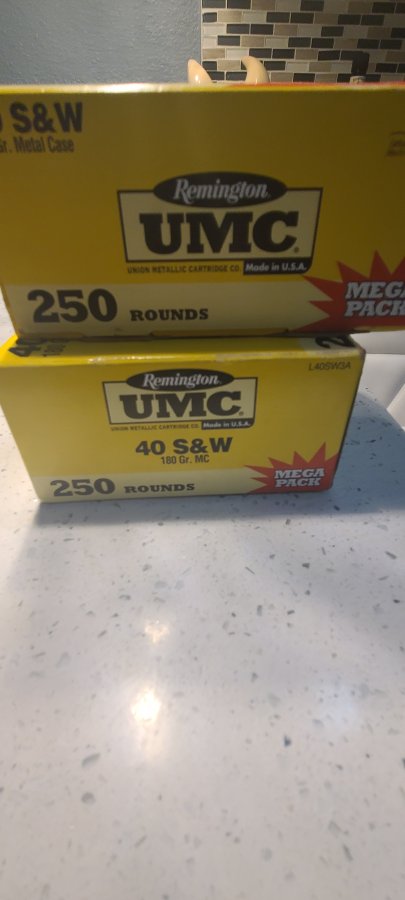 S&W
Gr. Metal Case
Remington
UMC
UNION METALLIC CARTRIDGE CO. Made in U.S.A.
250 ROUNDS
MEGA
PACK
L40SW3A
Remington
UMC
UNION METALLIC CARTRIDGE CO. Made in U.S.A.
40 S&W
180 Gr. MC
250 ROUNDS
MEGA
PACK